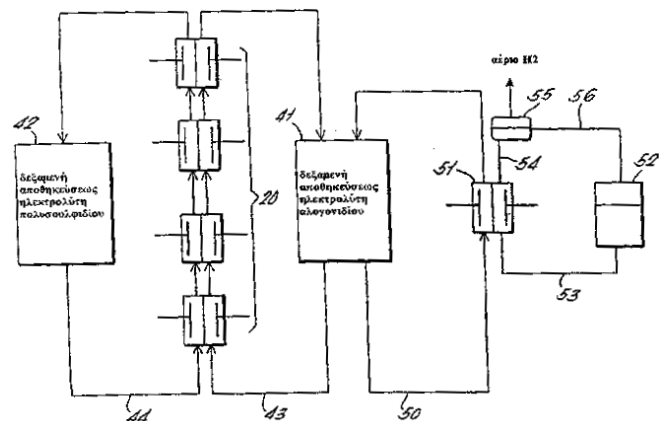 αέριο H2
55
56
42
41
51
54
52
δεξαμενή
αποθηκεύσεως
ηλεκτρολύτη
πολυσουλφιδίου
20
δεξαμενή
αποθηκεύσεως
ηλεκτρολύτη
αλογονιδίου
53
44
43
50